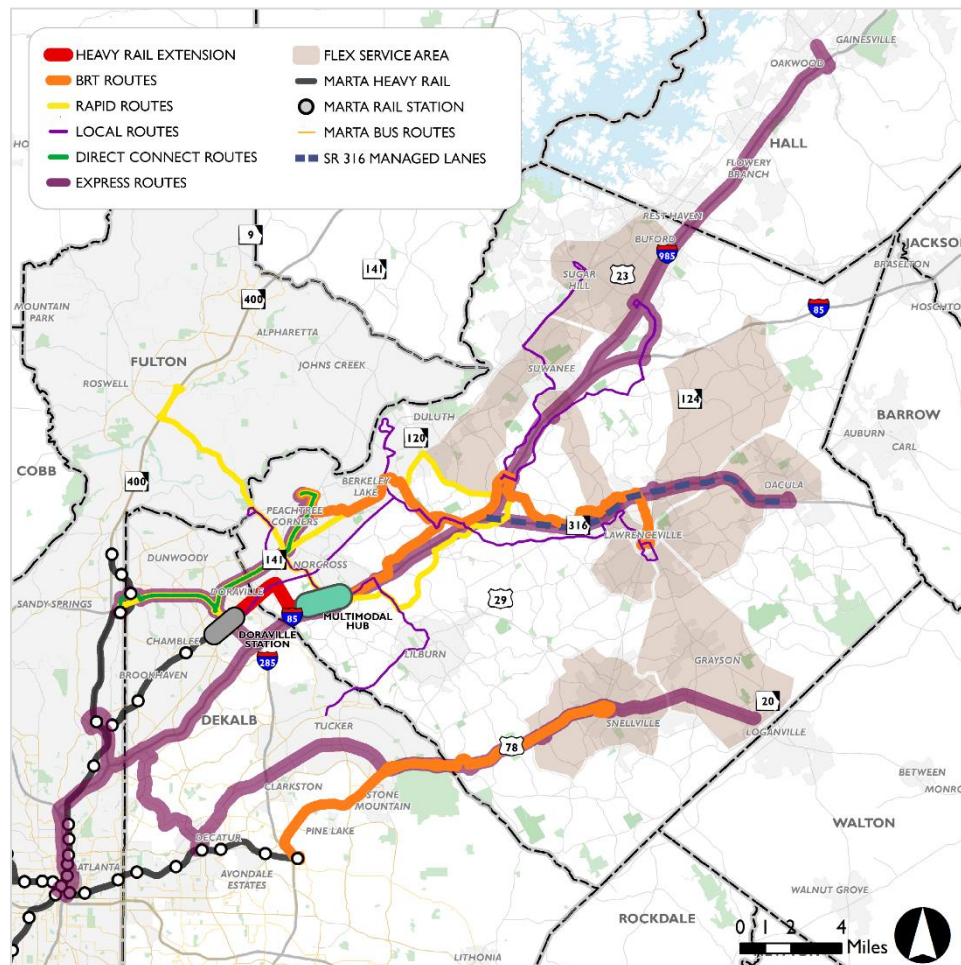 HEAVY RAIL EXTENSION
BRT ROUTES
RAPID ROUTES
LOCAL ROUTES
DIRECT CONNECT ROUTES
EXPRESS ROUTES
FLEX SERVICE AREA
MARTA HEAVY RAIL
MARTA RAIL STATION
MARTA BUS ROUTES
SR 316 MANAGED LANES
GAINESVILLE
OAKWOOD
HALL
FLOWERY
BRANCH
REST HAVEN
BUFORD
985
JACKSON
BRASELTON
HOSCHTON
9
141
400
23
SUGAR
HILL
85
MOUNTAIN
PARK
ALPHARETTA
FULTON
JOHNS CREEK
ROSWELL
SUWANEE
DULUTH
124
120
BARROW
AUBURN
CARL
COBB
400
BERKELEY
LAKE
DACULA
PEACHTREE
CORNERS
316
LAWRENCEVILLE
DUNWOODY
141
NORCROSS
DORAVILLE
SANDY SPRINGS
85
MULTIMODAL
HUB
29
DORAVILLE
STATION
CHAMBLEE
285
LILBURN
BROOKHAVEN
GRAYSON
20
DEKALB
TUCKER
SNELLVILLE
LOGANVILLE
78
CLARKSTON
STONE
MOUNTAIN
BETWEEN
MONRO
PINE LAKE
DECATUR
WALTON
ATLANTA
AVONDALE
ESTATES
WALNUT GROVE
ROCKDALE
LITHONIA
0 1 2 4
Miles